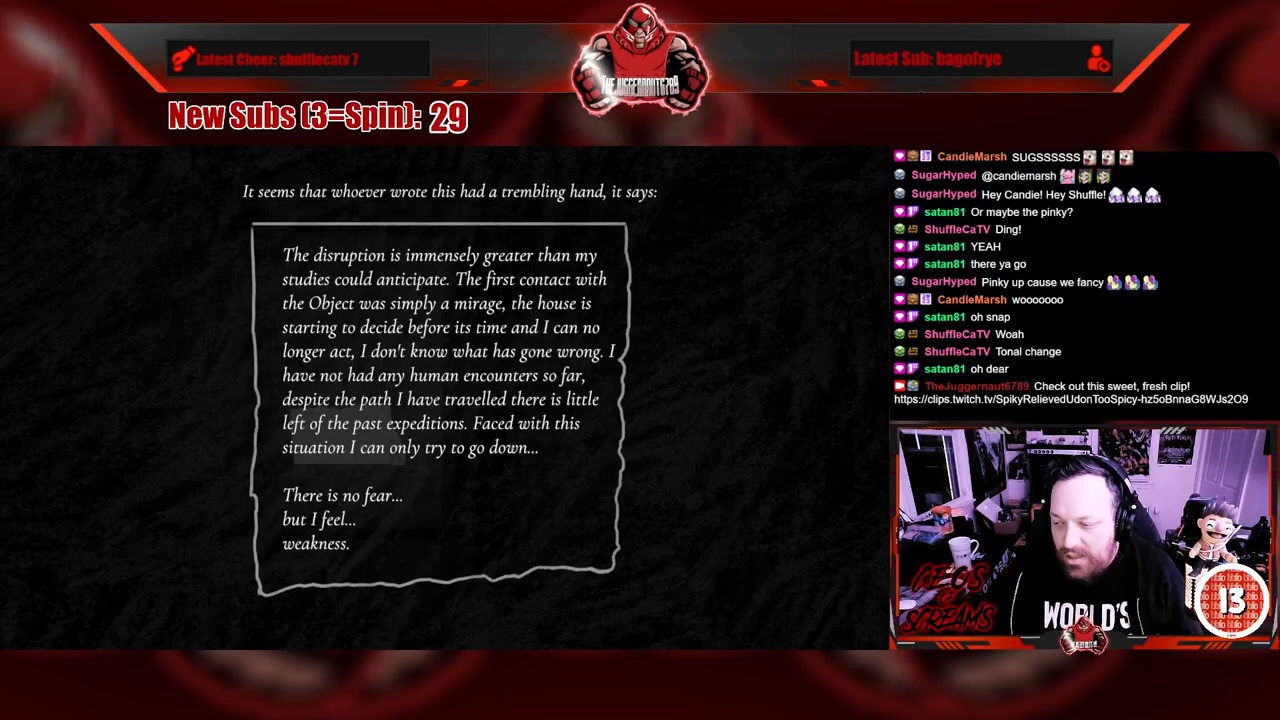 Latest Cheer: shufflecatv 7
THEJUGGERNAUT6789
Latest Sub: bagofrye
New Subs (3=Spin): 29
It seems that whoever wrote this had a trembling hand, it says:
The disruption is immensely greater than my
studies could anticipate. The first contact with
the Object was simply a mirage, the house is
starting to decide before its time and I can no
longer act, I don't know what has gone wrong. I
have not had any human encounters so far,
despite the path I have travelled there is little
left of the past expeditions. Faced with this
situation I can only try to go down...
There is no fear...
but I feel...
weakness.
CandieMarsh SUGSSSSSS
SugarHyped @candiemarsh
SugarHyped Hey Candie! Hey Shuffle!
satan81 Or maybe the pinky?
ShuffleCaTV Ding!
satan81 YEAH
satan81 there ya go
SugarHyped Pinky up cause we fancy
CandieMarsh wooooooo
satan81 oh snap
ShuffleCaTV Woah
ShuffleCaTV Tonal change
satan81 oh dear
TheJuggernaut6789 Check out this sweet, fresh clip!
https://clips.twitch.tv/SpikyRelievedUdonTooSpicy-hz5oBnnaG8WJs2O9
SCREAMS
WORLD'S
13